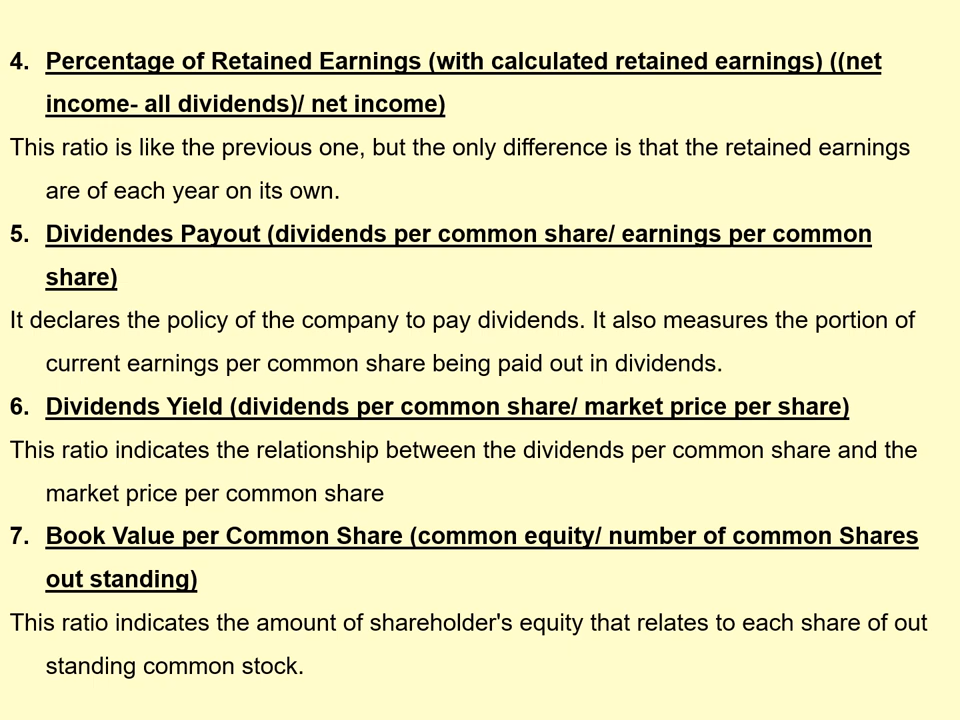 4. Percentage of Retained Earnings (with calculated retained earnings) ((net
income- all dividends)/ net income)
This ratio is like the previous one, but the only difference is that the retained earnings
are of each year on its own.
5. Dividendes Payout (dividends per common share/ earnings per common
share)
It declares the policy of the company to pay dividends. It also measures the portion of
current earnings per common share being paid out in dividends.
6. Dividends Yield (dividends per common share/ market price per share)
This ratio indicates the relationship between the dividends per common share and the
market price per common share
7. Book Value per Common Share (common equity/ number of common Shares
out standing)
This ratio indicates the amount of shareholder's equity that relates to each share of out
standing common stock.